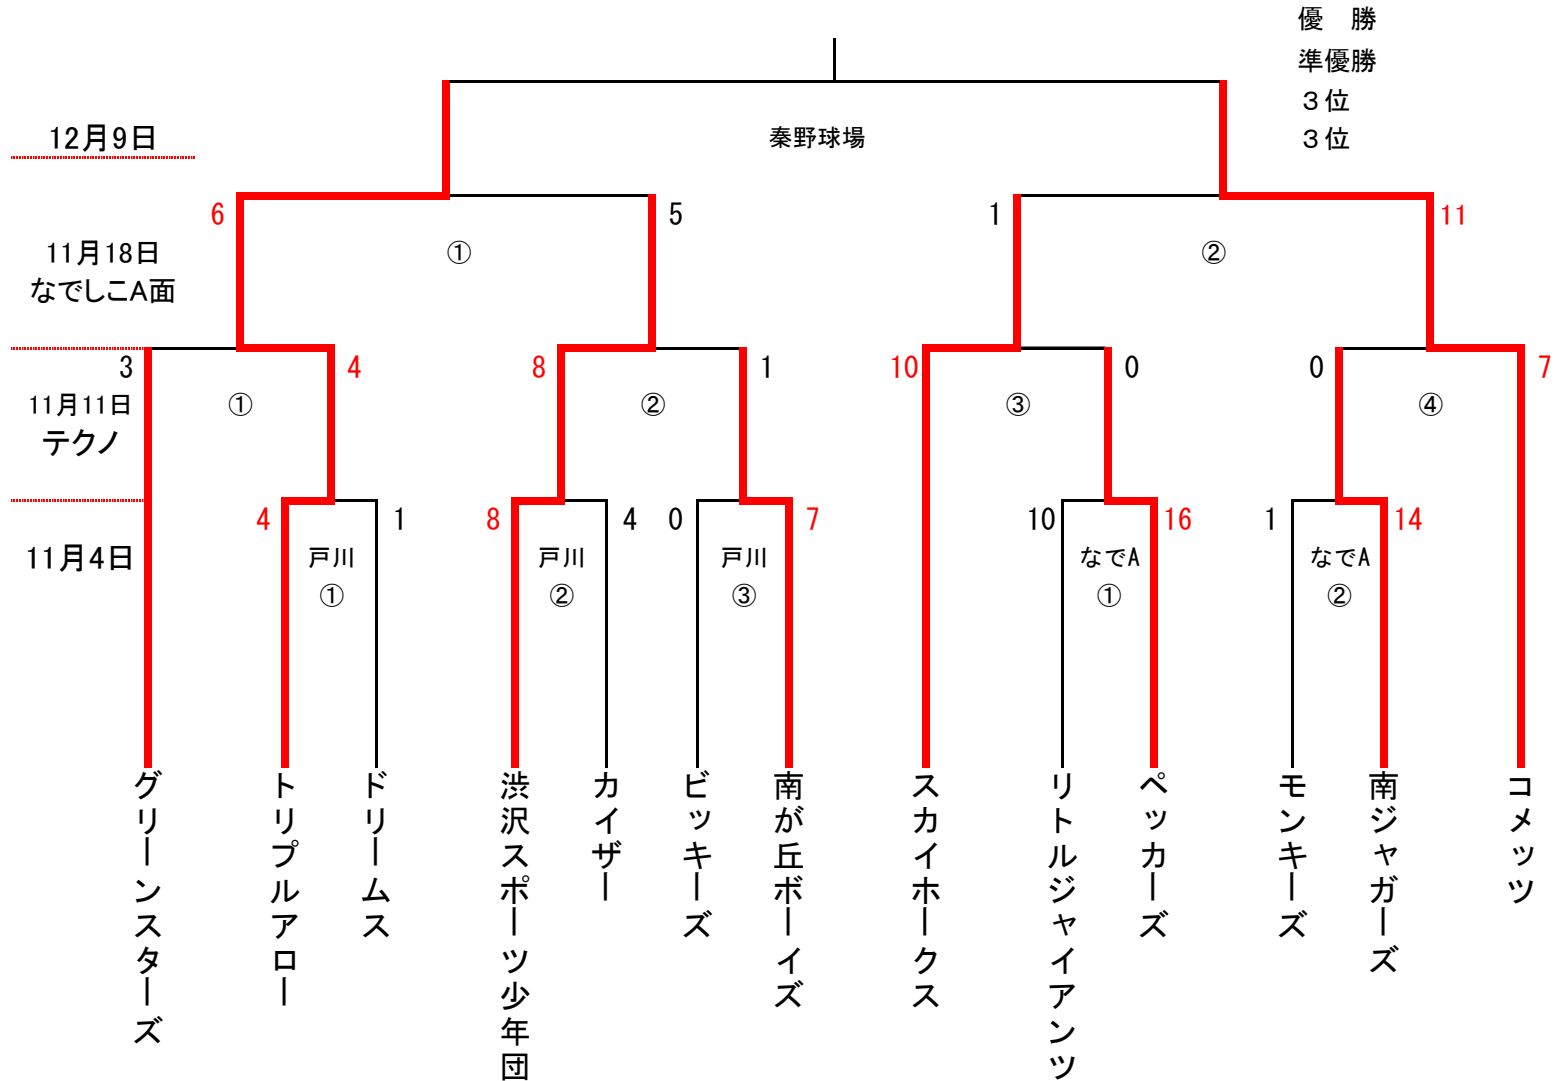 優　勝
準優勝
３位
３位
12月9日
秦野球場
6
5
1
11
11月18日
なでしこA面
①
②
3
4
8
1
10
0
0
7
11月11日
テクノ
①
②
③
④
4
1
8
4
0
7
10
16
1
14
11月4日
戸川
①
戸川
②
戸川
③
なでA
①
なでA
②
グリーンスターズ
トリプルアロー
ドリームス
渋沢スポーツ少年団
カイザー
ビッキーズ
南が丘ボーイズ
スカイホークス
リトルジャイアンツ
ペッカーズ
モンキーズ
南ジャガーズ
コメッツ